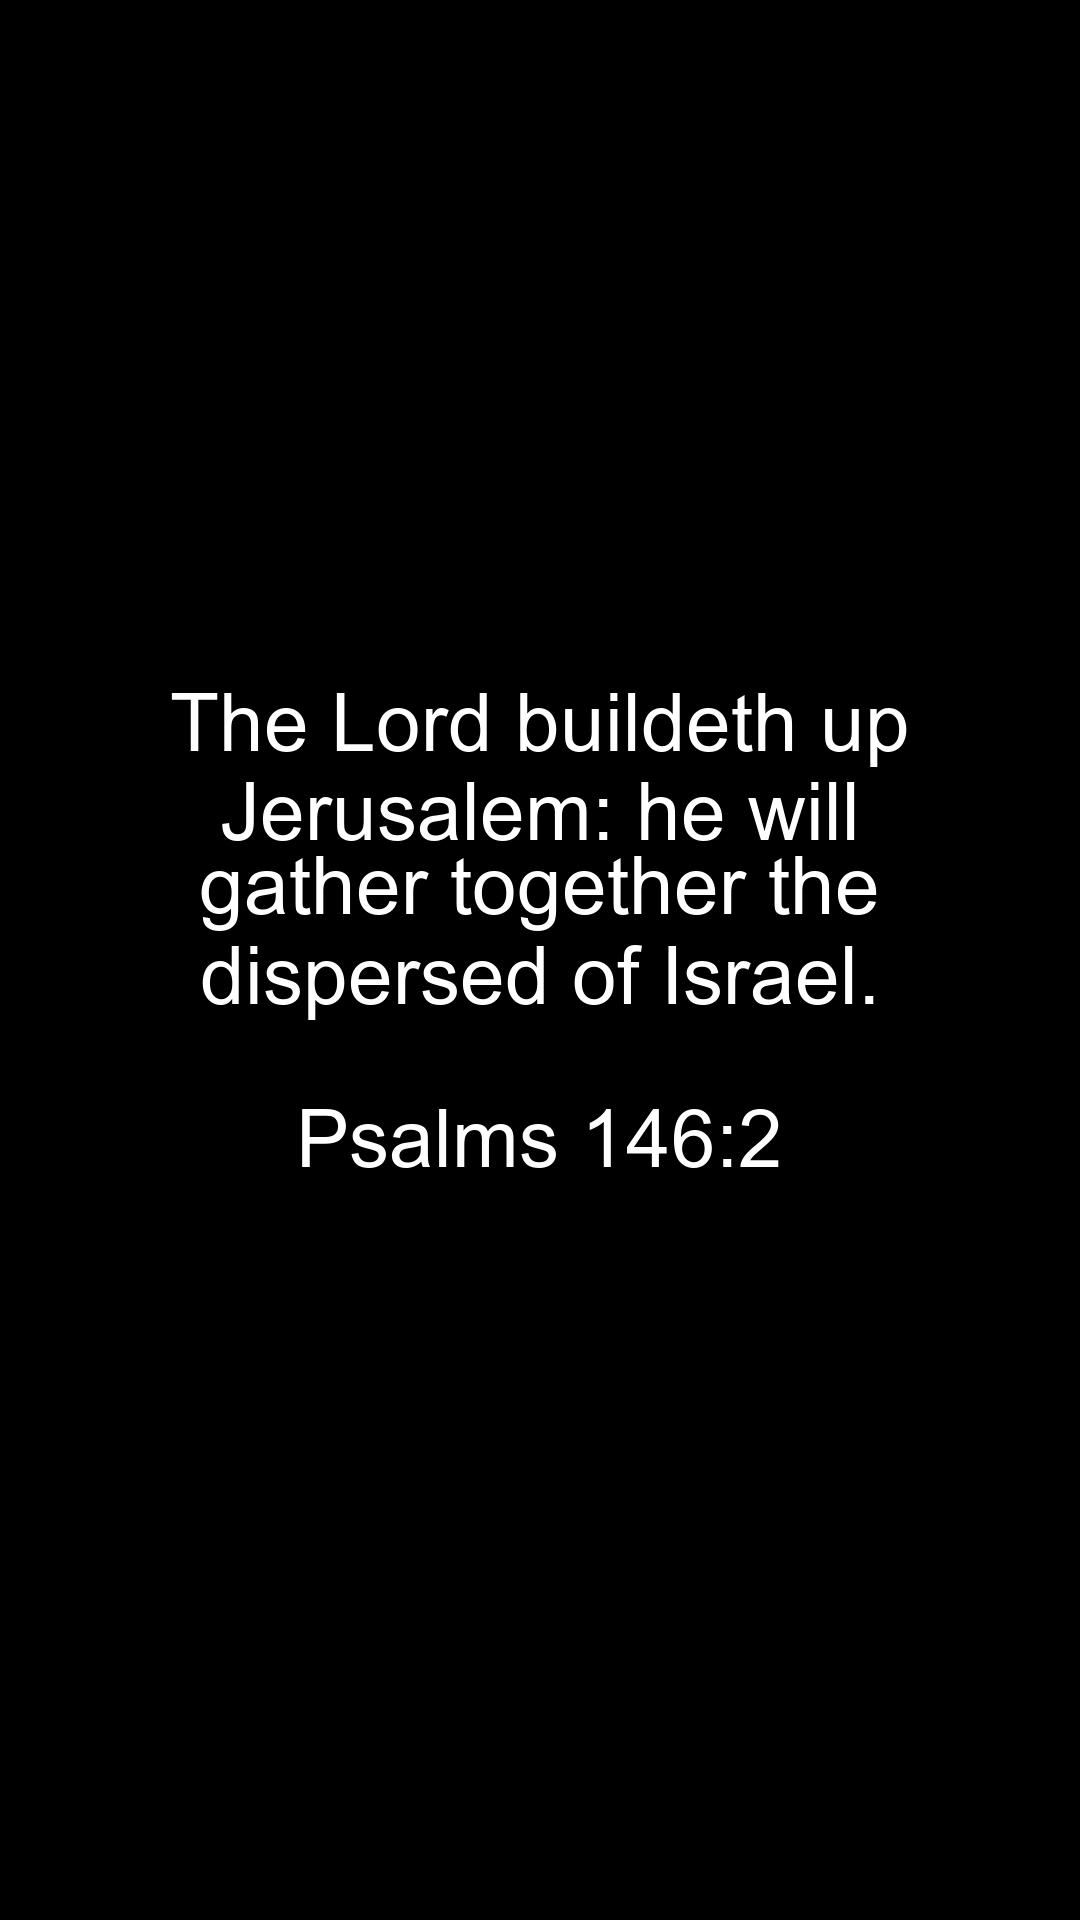 The Lord buildeth up
Jerusalem: he will
gather together the
dispersed of Israel.
Psalms 146:2